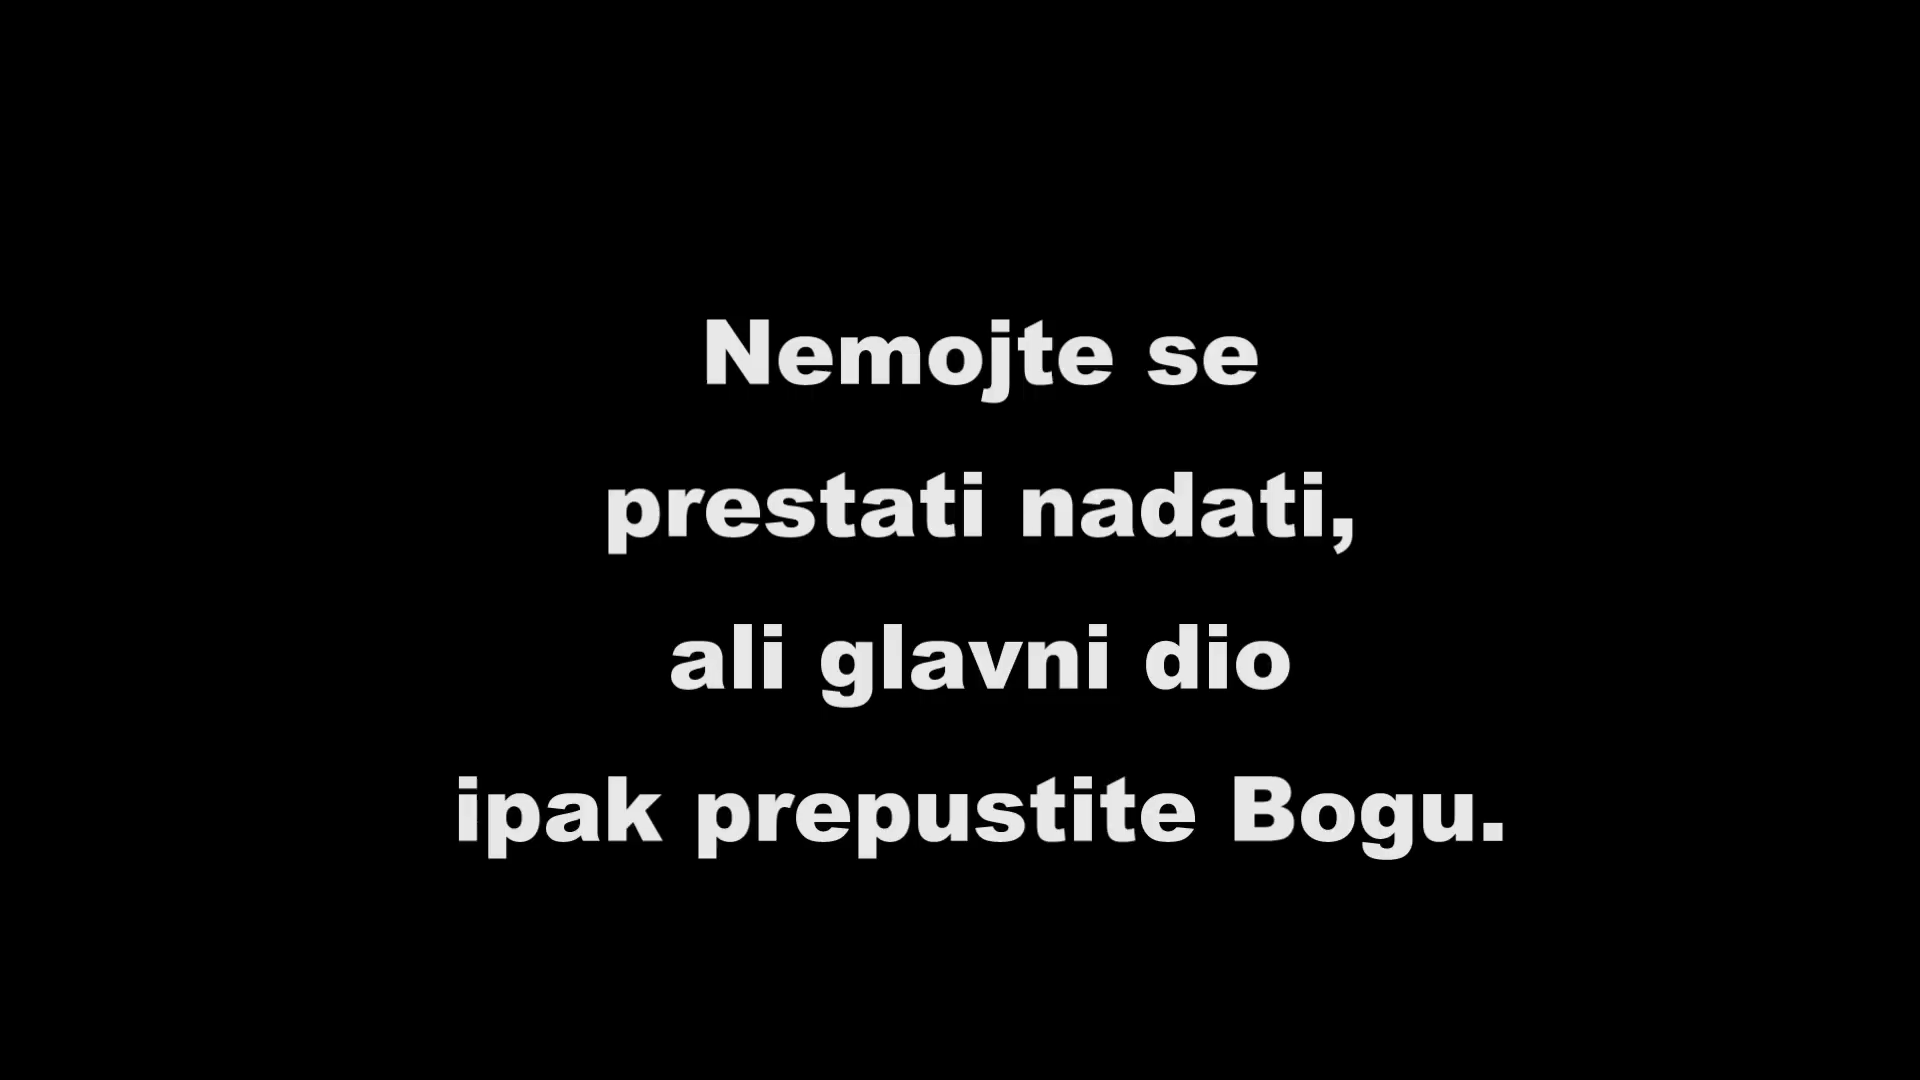 Nemojte se
prestati nadati,
ali glavni dio
ipak prepustite Bogu.